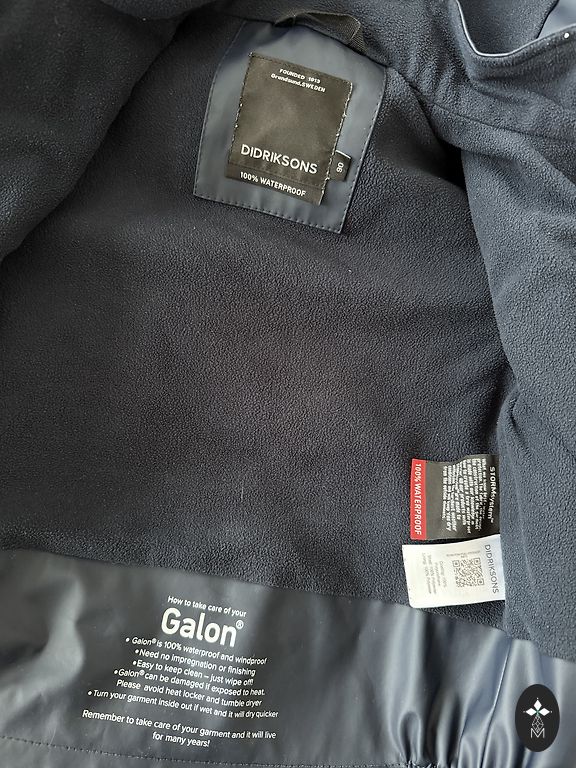 FOUNDED 1913
Grundsund, SWEDEN
DIDRIKSONS
100% WATERPROOF
90
STORMsystem™
100% WATERPROOF
DIDRIKSONS
How to take care of your
Galon®
• Galon® is 100% waterproof and windproof
• Need no impregnation or finishing
• Easy to keep clean – just wipe off!
• Galon® can be damaged if exposed to heat.
Please avoid heat locker and tumble dryer
• Turn your garment inside out if wet and it will dry quicker
Remember to take care of your garment and it will live
for many years!
M